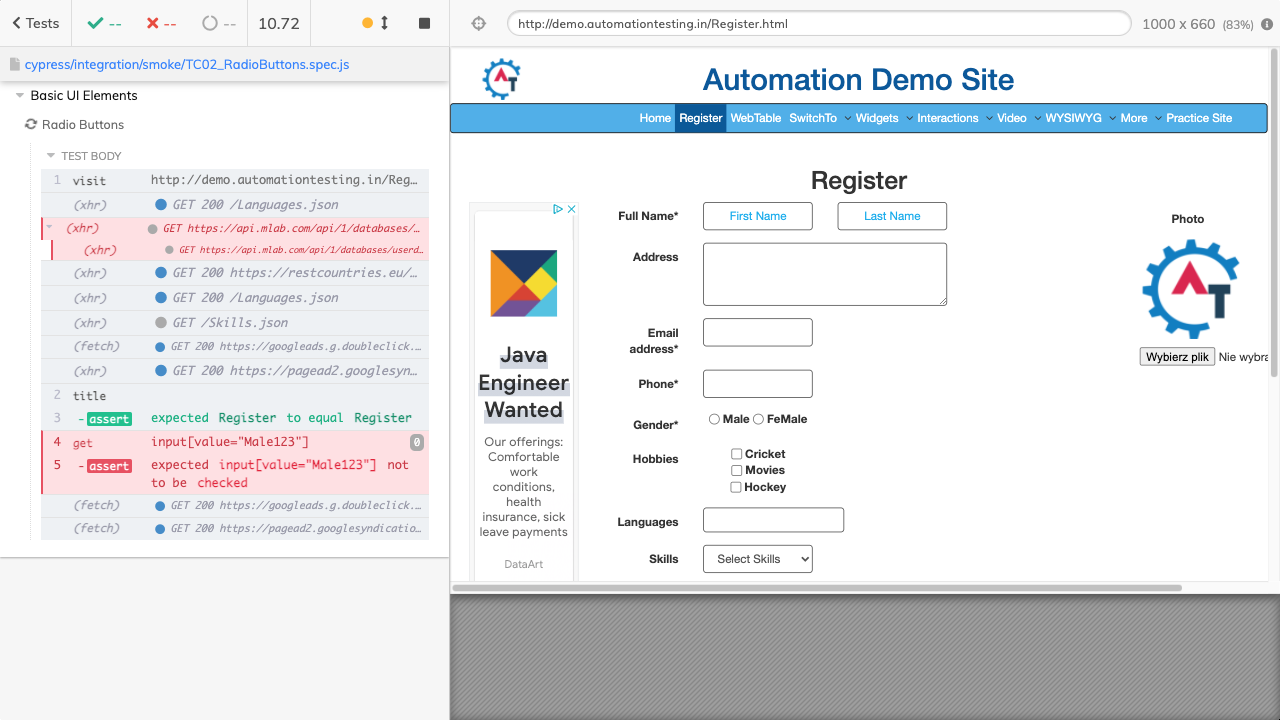 Tests
--
--
--
10.72
http://demo.automationtesting.in/Register.html
1000 x 660 (83%)
cypress/integration/smoke/TC02_RadioButtons.spec.js
Basic UI Elements
Radio Buttons
TEST BODY
1 visit http://demo.automationtesting.in/Reg…
(xhr) GET 200 /Languages.json
(xhr) GET https://api.mlab.com/api/1/databases/…
(xhr) GET https://api.mlab.com/api/1/databases/userd…
(xhr) GET 200 https://restcountries.eu/…
(xhr) GET 200 /Languages.json
(xhr) GET /Skills.json
(fetch) GET 200 https://googleads.g.doubleclick.…
(xhr) GET 200 https://pagead2.googlesyn…
2 title
3 -assert expected Register to equal Register
4 get input[value="Male123"] 0
5 -assert expected input[value="Male123"] not
to be checked
(fetch) GET 200 https://googleads.g.doubleclick.…
(fetch) GET 200 https://pagead2.googlesyndicatio…
AT
Automation Demo Site
Home Register WebTable SwitchTo Widgets Interactions Video WYSIWYG More Practice Site
Register
Java
Engineer
Wanted
Our offerings:
Comfortable
work
conditions,
health
insurance, sick
leave payments
DataArt
Full Name* First Name Last Name
Address
Email
address*
Phone*
Gender* Male FeMale
Hobbies Cricket
Movies
Hockey
Languages
Skills Select Skills
Photo
AT
Wybierz plik Nie wybra